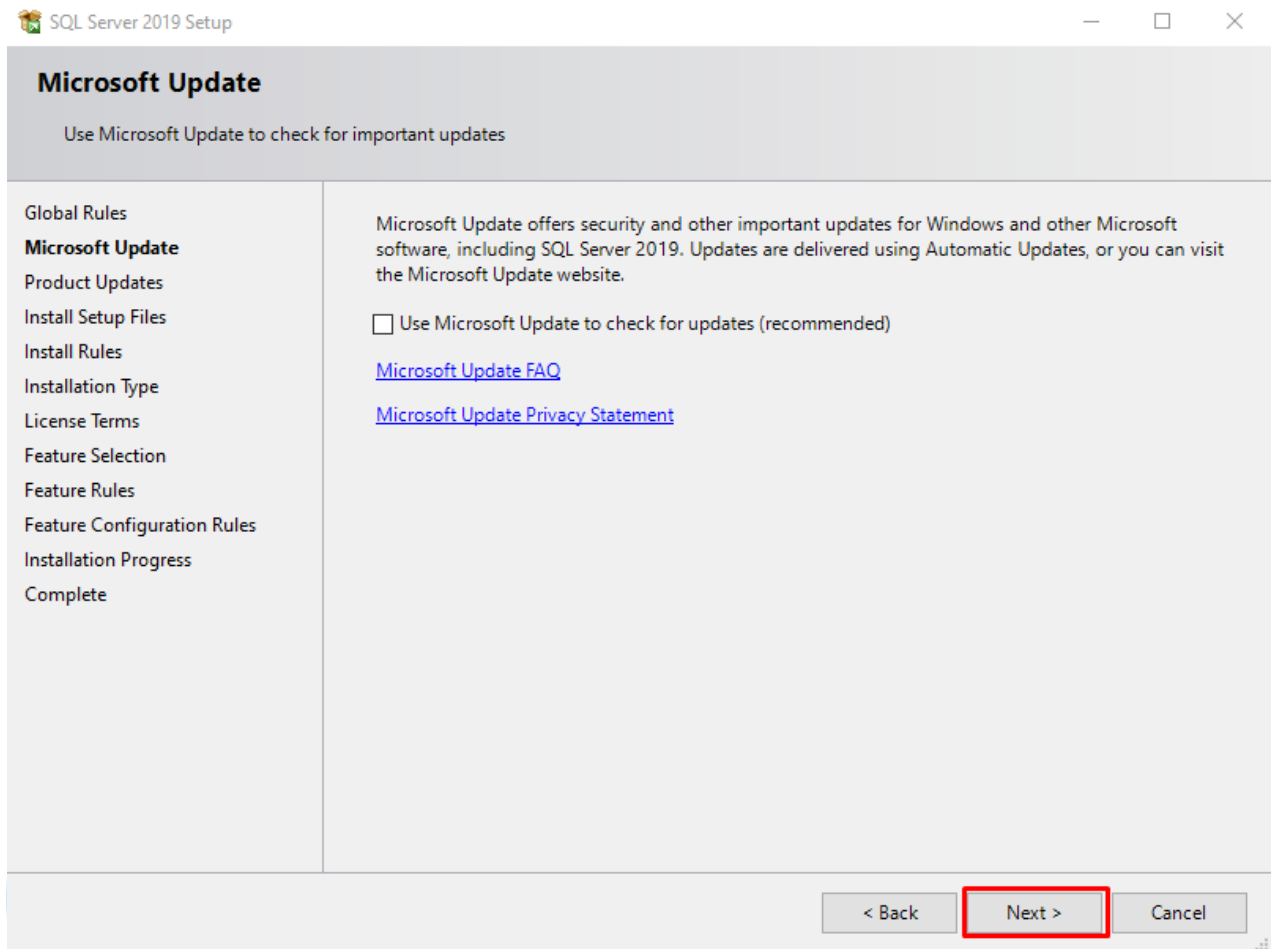 SQL Server 2019 Setup
Microsoft Update
Use Microsoft Update to check for important updates
Global Rules
Microsoft Update
Product Updates
Install Setup Files
Install Rules
Installation Type
License Terms
Feature Selection
Feature Rules
Feature Configuration Rules
Installation Progress
Complete
Microsoft Update offers security and other important updates for Windows and other Microsoft
software, including SQL Server 2019. Updates are delivered using Automatic Updates, or you can visit
the Microsoft Update website.
Use Microsoft Update to check for updates (recommended)
Microsoft Update FAQ
Microsoft Update Privacy Statement
< Back
Next >
Cancel